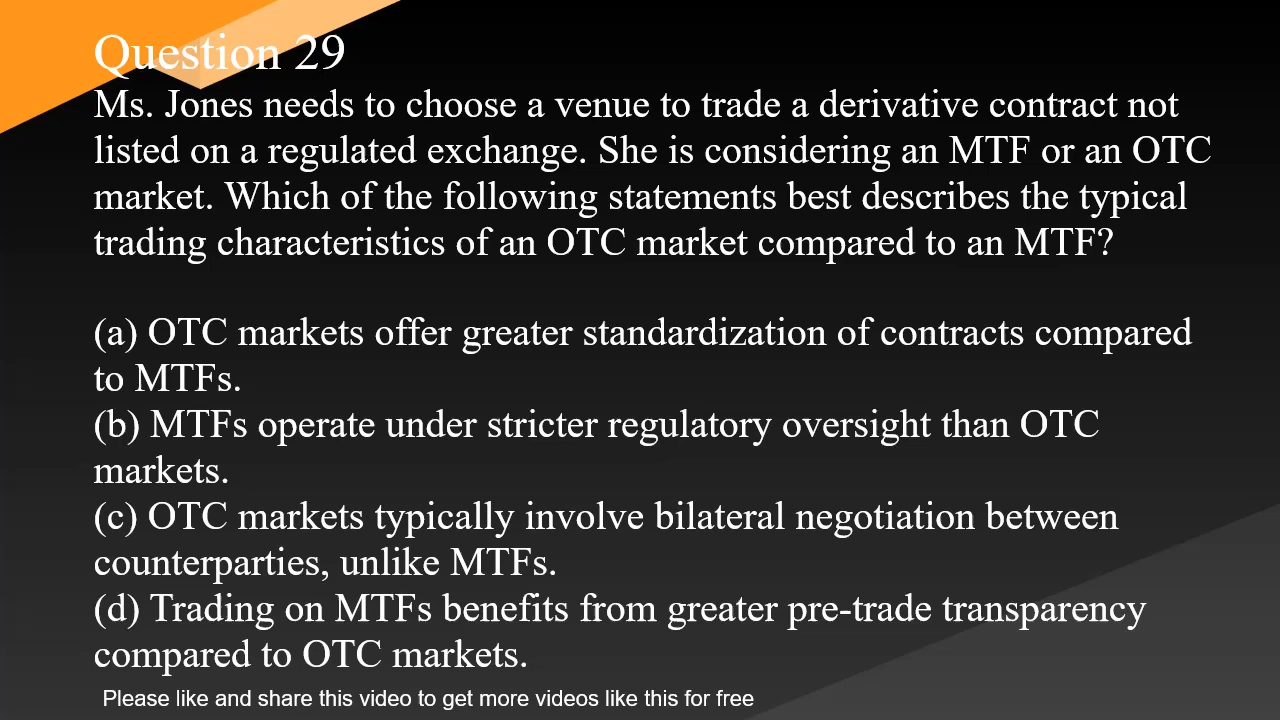 Question 29
Ms. Jones needs to choose a venue to trade a derivative contract not
listed on a regulated exchange. She is considering an MTF or an OTC
market. Which of the following statements best describes the typical
trading characteristics of an OTC market compared to an MTF?
(a) OTC markets offer greater standardization of contracts compared
to MTFs.
(b) MTFs operate under stricter regulatory oversight than OTC
markets.
(c) OTC markets typically involve bilateral negotiation between
counterparties, unlike MTFs.
(d) Trading on MTFs benefits from greater pre-trade transparency
compared to OTC markets.
Please like and share this video to get more videos like this for free